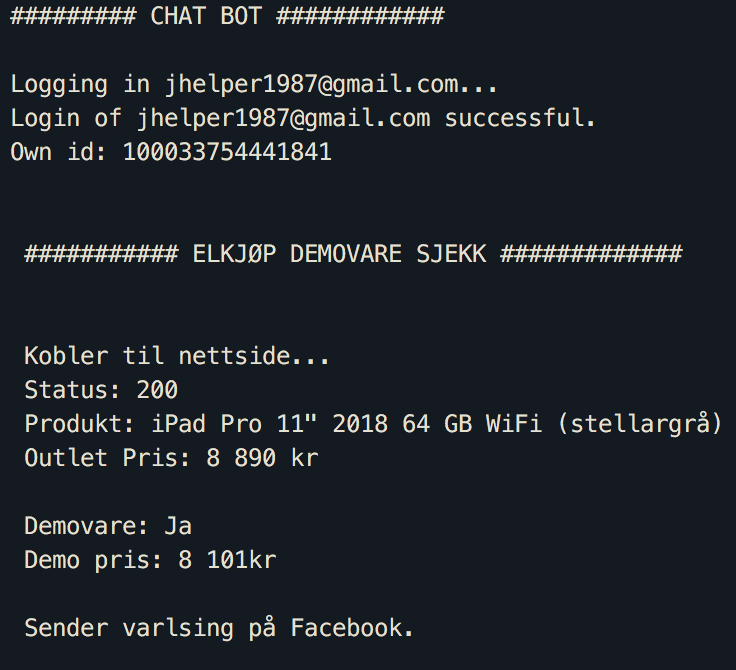 ######### CHAT BOT ############
Logging in jhelper1987@gmail.com...
Login of jhelper1987@gmail.com successful.
Own id: 100033754441841
########### ELKJØP DEMOVARE SJEKK #############
Kobler til nettside...
Status: 200
Produkt: iPad Pro 11" 2018 64 GB WiFi (stellargrå)
Outlet Pris: 8 890 kr
Demovare: Ja
Demo pris: 8 101kr
Sender varlsing på Facebook.